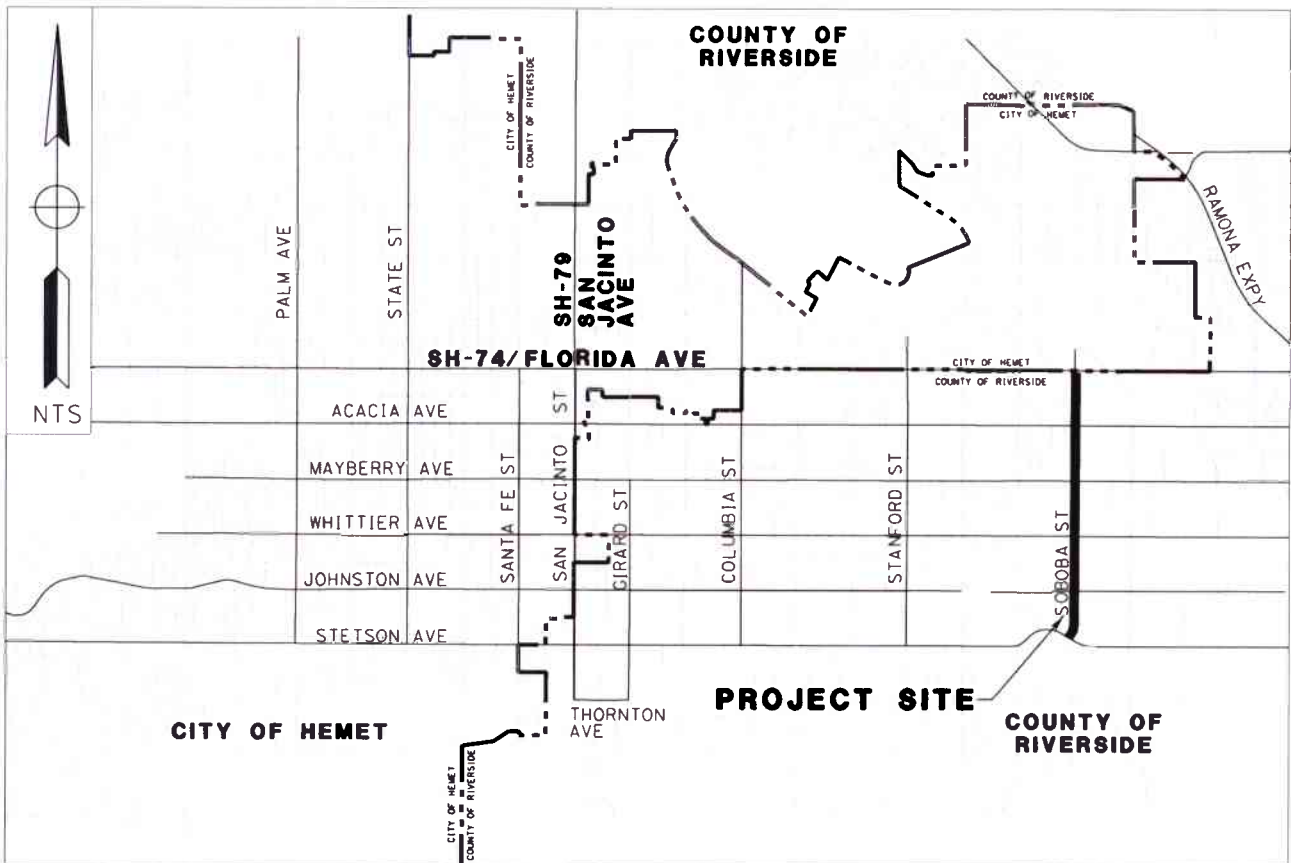 COUNTY OF
RIVERSIDE
CITY OF HEMET
COUNTY OF RIVERSIDE
COUNTY OF RIVERSIDE
CITY OF HEMET
RAMONA EXPY
PALM AVE
STATE ST
SH-79
SAN
JACINTO
AVE
SH-74/FLORIDA AVE
CITY OF HEMET
COUNTY OF RIVERSIDE
NTS
ACACIA AVE
MAYBERRY AVE
WHITTIER AVE
JOHNSTON AVE
STETSON AVE
SANTA FE ST
SAN JACINTO ST
GIRARD ST
COLUMBIA ST
STANFORD ST
SOBOBA ST
THORNTON
AVE
PROJECT SITE
CITY OF HEMET
COUNTY OF
RIVERSIDE
CITY OF HEMET
COUNTY OF RIVERSIDE